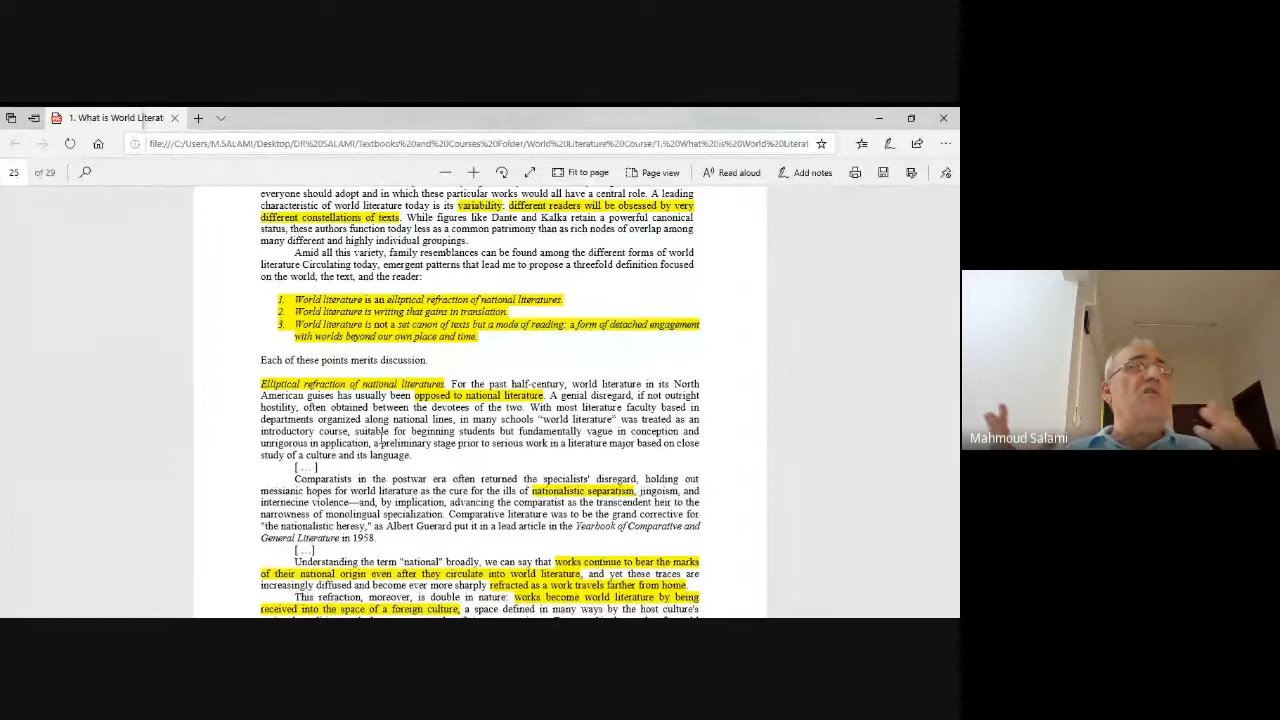 1. What is World Literat
file:///C:/Users/M.SALAMI/Desktop/DR%20SALAMI/Textbooks%20and%20Courses%20Folder/World%20Literature%20Course/1.%20What%20is%20World%20Literat
25 of 29 Fit to page Page view Read aloud Add notes
everyone should adopt and in which these particular works would all have a central role. A leading
characteristic of world literature today is its variability: different readers will be obsessed by very
different constellations of texts. While figures like Dante and Kafka retain a powerful canonical
status, these authors function today less as a common patrimony than as rich nodes of overlap among
many different and highly individual groupings.
Amid all this variety, family resemblances can be found among the different forms of world
literature Circulating today, emergent patterns that lead me to propose a threefold definition focused
on the world, the text, and the reader:
1. World literature is an elliptical refraction of national literatures.
2. World literature is writing that gains in translation.
3. World literature is not a set canon of texts but a mode of reading: a form of detached engagement
with worlds beyond our own place and time.
Each of these points merits discussion.
Elliptical refraction of national literatures. For the past half-century, world literature in its North
American guises has usually been opposed to national literature. A genial disregard, if not outright
hostility, often obtained between the devotees of the two. With most literature faculty based in
departments organized along national lines, in many schools “world literature” was treated as an
introductory course, suitable for beginning students but fundamentally vague in conception and
unrigorous in application, a preliminary stage prior to serious work in a literature major based on close
study of a culture and its language.
[ ... ]
Comparatists in the postwar era often returned the specialists' disregard, holding out
messianic hopes for world literature as the cure for the ills of nationalistic separatism, jingoism, and
internecine violence—and, by implication, advancing the comparatist as the transcendent heir to the
narrowness of monolingual specialization. Comparative literature was to be the grand corrective for
"the nationalistic heresy," as Albert Guerard put it in a lead article in the Yearbook of Comparative and
General Literature in 1958.
[...]
Understanding the term "national" broadly, we can say that works continue to bear the marks
of their national origin even after they circulate into world literature, and yet these traces are
increasingly diffused and become ever more sharply refracted as a work travels farther from home.
This refraction, moreover, is double in nature: works become world literature by being
received into the space of a foreign culture, a space defined in many ways by the host culture's
Mahmoud Salami